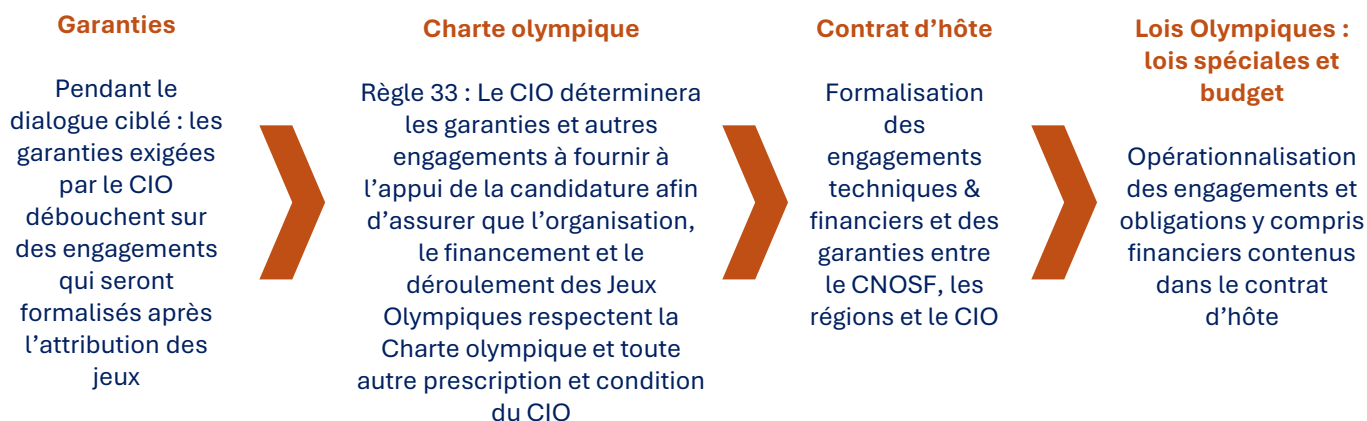 Garanties
Pendant le
dialogue ciblé : les
garanties exigées
par le CIO
débouchent sur
des engagements
qui seront
formalisés après
l’attribution des
jeux
Charte olympique
Règle 33 : Le CIO déterminera
les garanties et autres
engagements à fournir à
l’appui de la candidature afin
d’assurer que l’organisation,
le financement et le
déroulement des Jeux
Olympiques respectent la
Charte olympique et toute
autre prescription et condition
du CIO
Contrat d’hôte
Formalisation
des
engagements
techniques &
financiers et des
garanties entre
le CNOSF, les
régions et le CIO
Lois Olympiques :
lois spéciales et
budget
Opérationnalisation
des engagements et
obligations y compris
financiers contenus
dans le contrat
d’hôte